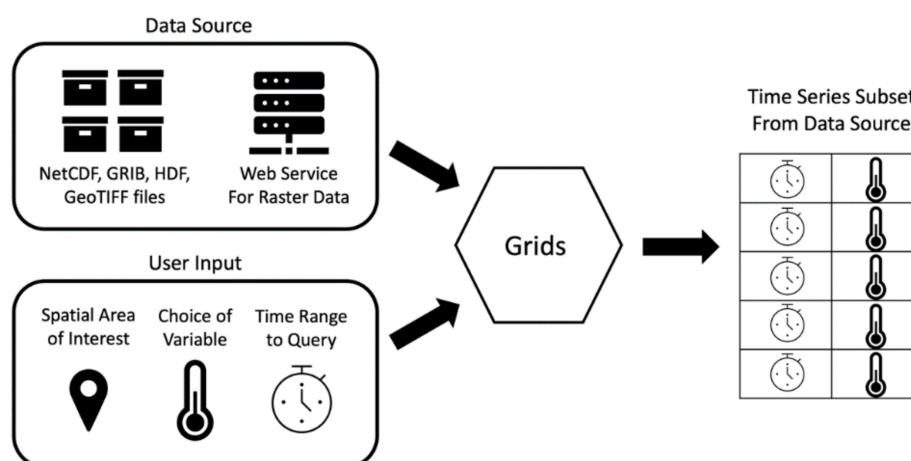 Data Source
NetCDF, GRIB, HDF,
GeoTIFF files
Web Service
For Raster Data
User Input
Spatial Area
of Interest
Choice of
Variable
Time Range
to Query
Grids
Time Series Subset
From Data Source